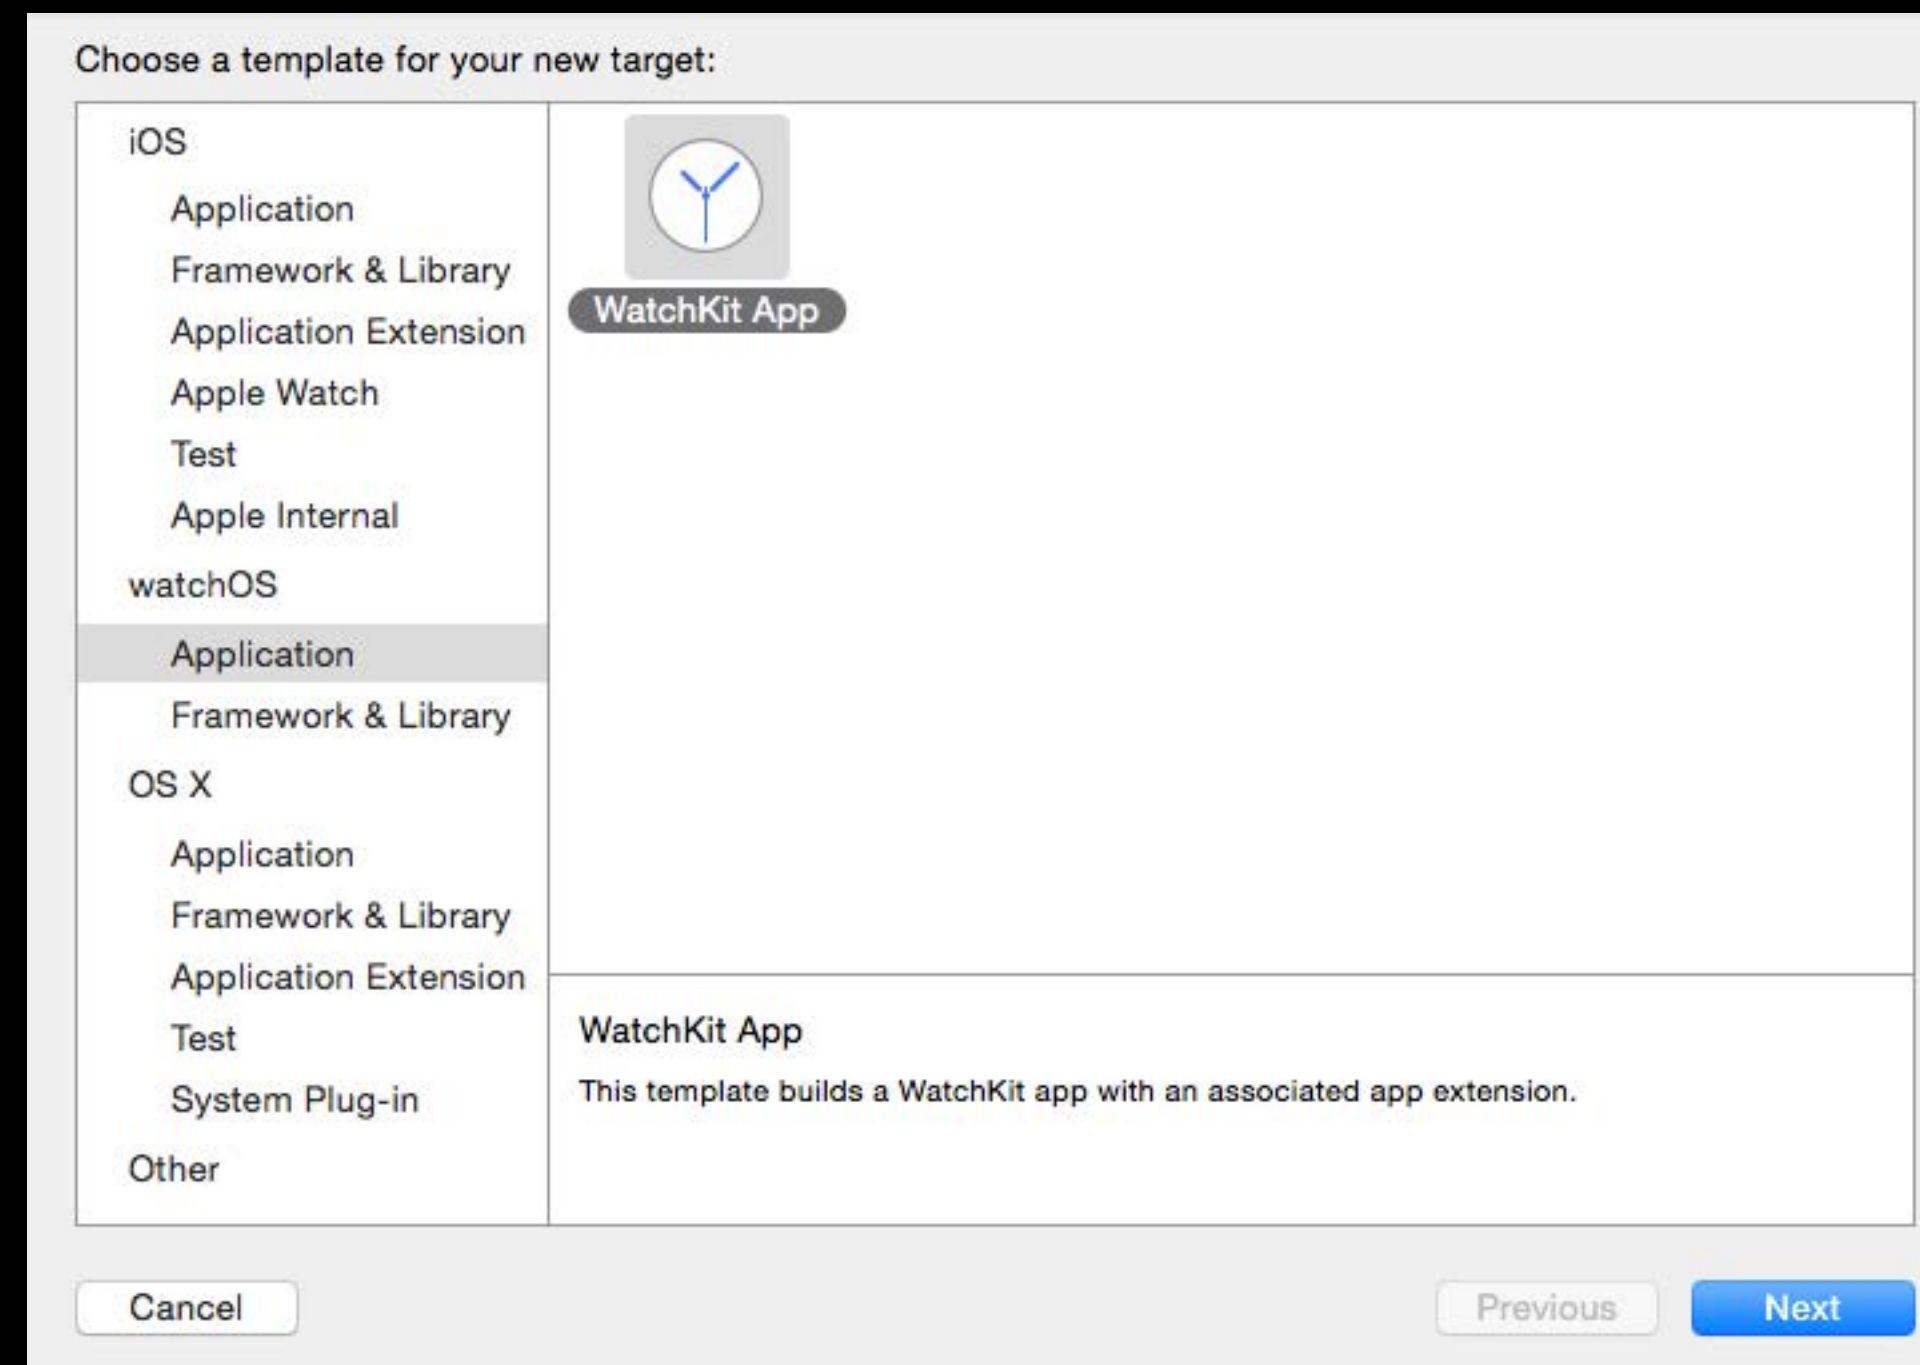 Choose a template for your new target:
iOS
Application
Framework & Library
Application Extension
Apple Watch
Test
Apple Internal
watchOS
Application
Framework & Library
OS X
Application
Framework & Library
Application Extension
Test
System Plug-in
Other
WatchKit App
WatchKit App
This template builds a WatchKit app with an associated app extension.
Cancel
Previous
Next